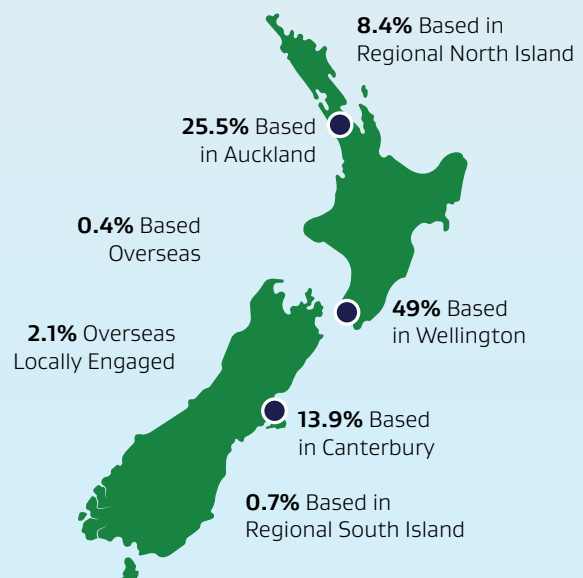 8.4% Based in
Regional North Island
25.5% Based
in Auckland
0.4% Based
Overseas
49% Based
in Wellington
2.1% Overseas
Locally Engaged
13.9% Based
in Canterbury
0.7% Based in
Regional South Island